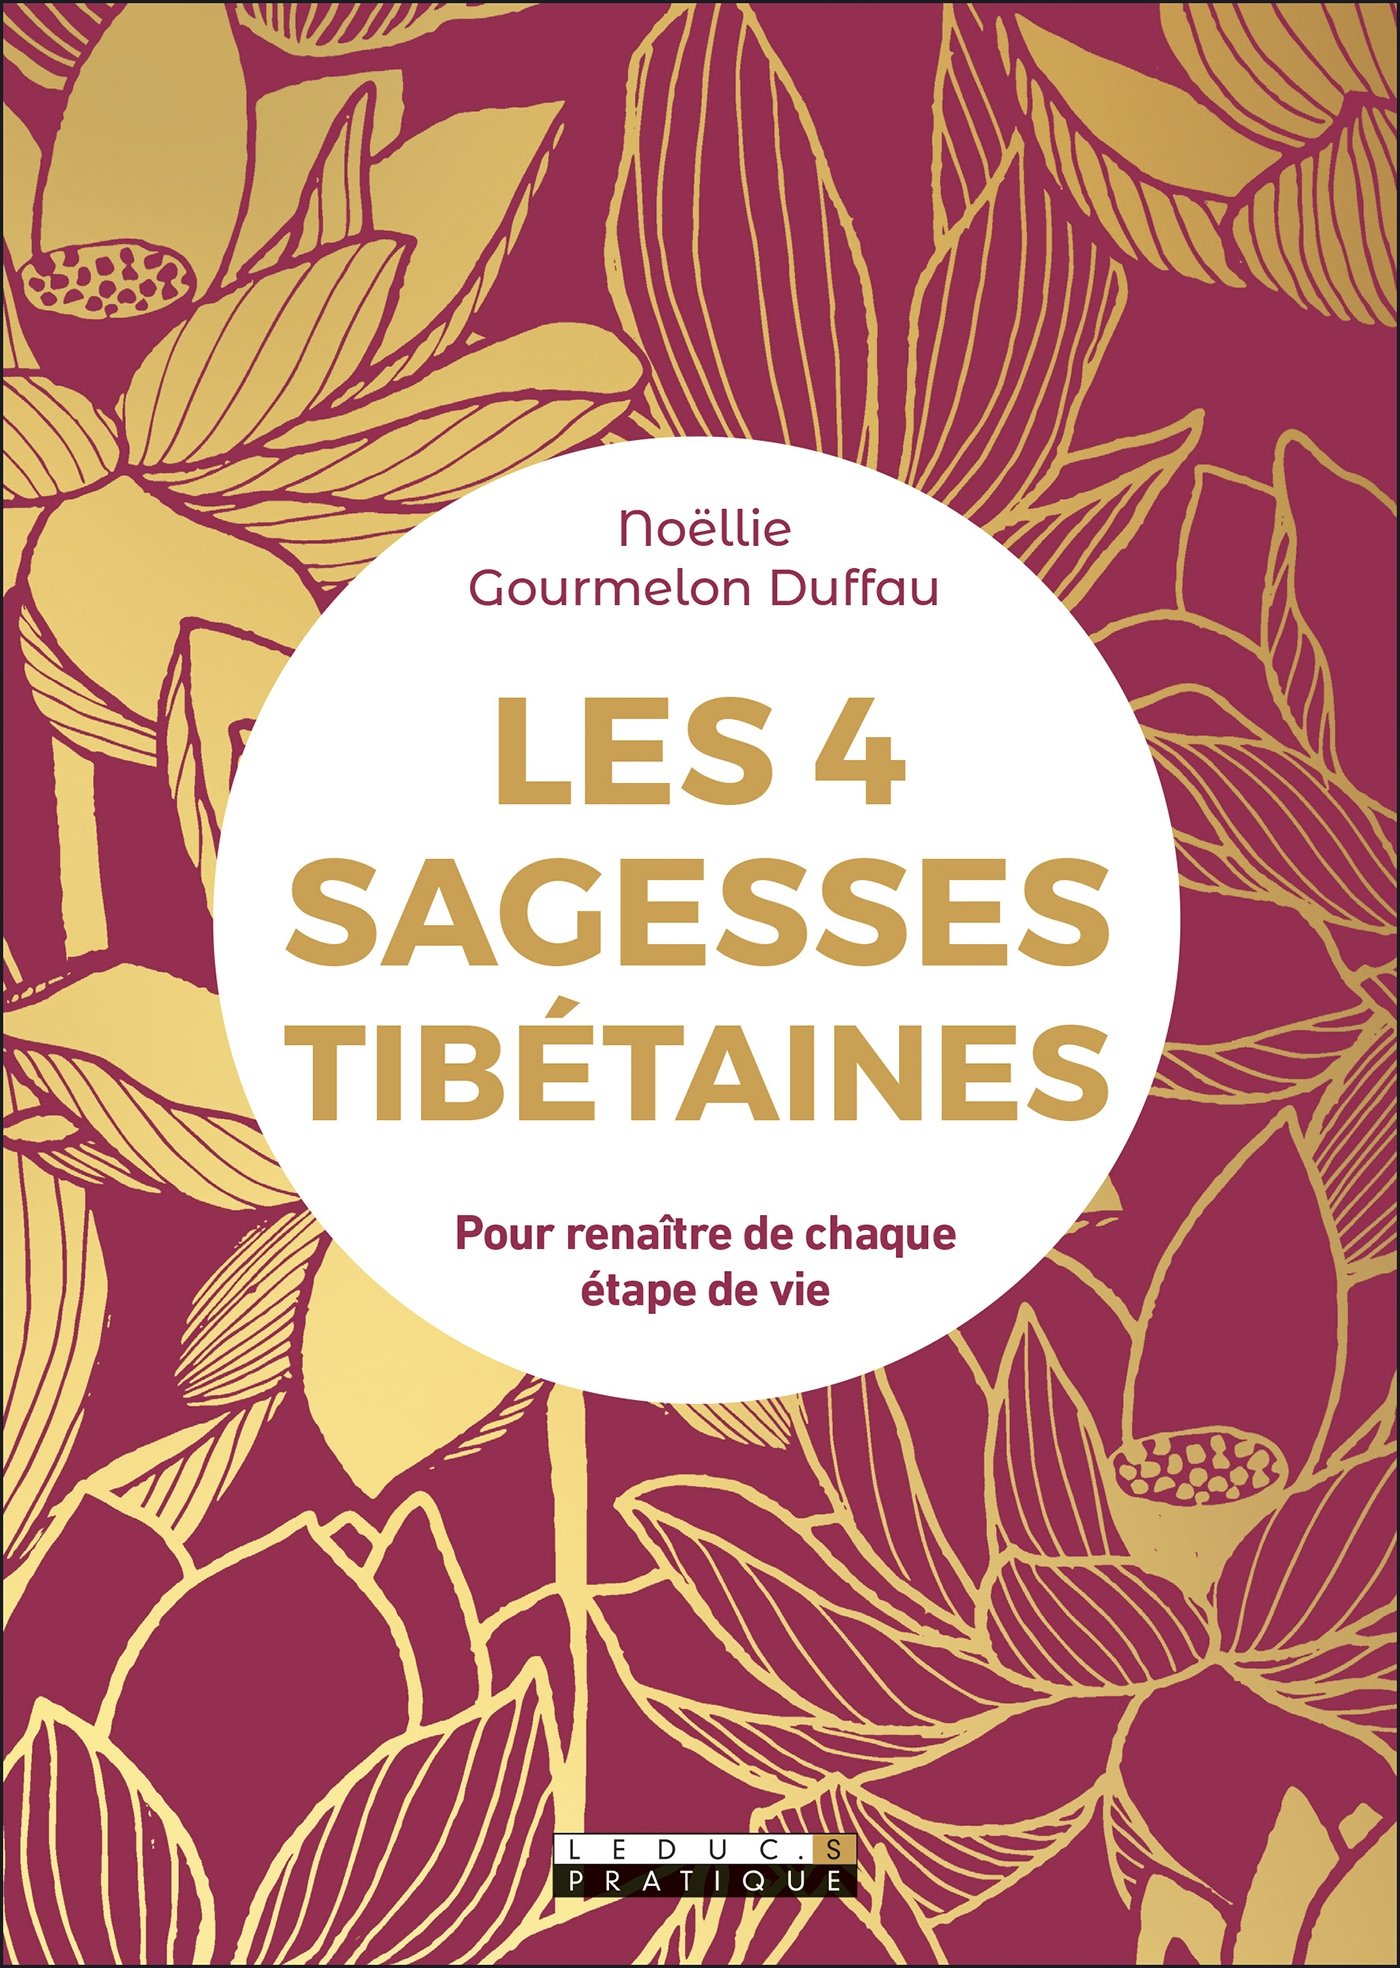 Noëllie
Gourmelon Duffau
LES 4
SAGESSES
TIBÉTAINES
Pour renaître de chaque
étape de vie
LEDUC.S
PRATIQUE